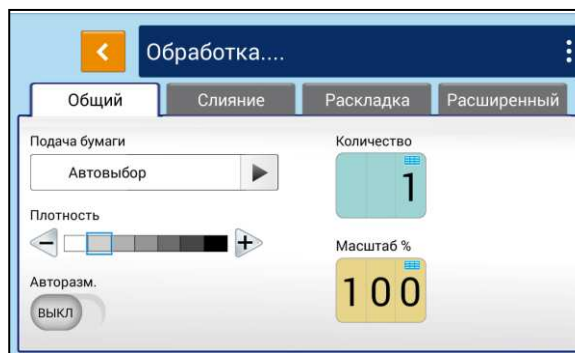 Обработка....
Общий Слияние Раскладка Расширенный
Подача бумаги Количество
Автовыбор 1
Плотность
Масштаб %
Авторазм. 100
ВЫКЛ